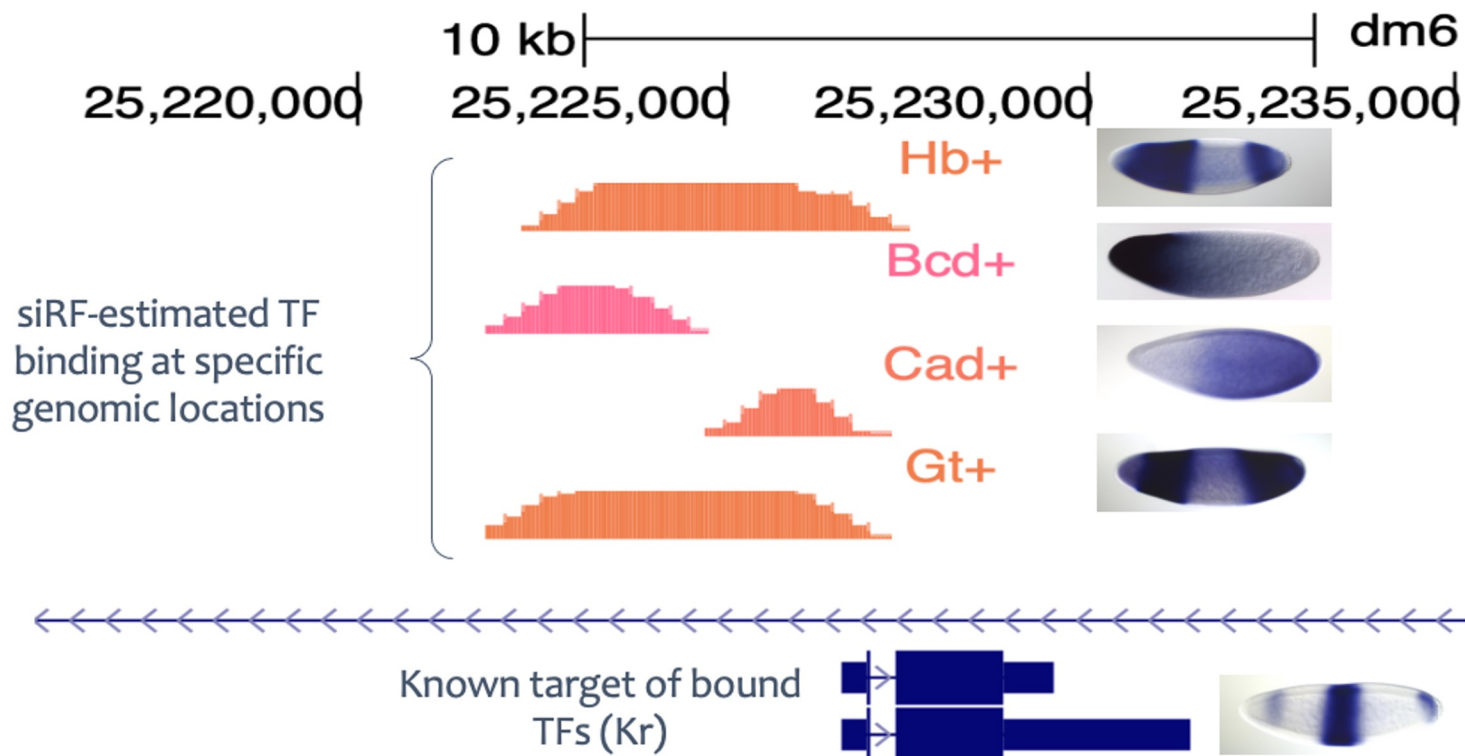 10 kb dm6
25,220,000 25,225,000 25,230,000 25,235,000
Hb+
Bcd+
siRF-estimated TF
binding at specific
genomic locations
Cad+
Gt+
Known target of bound
TFs (Kr)